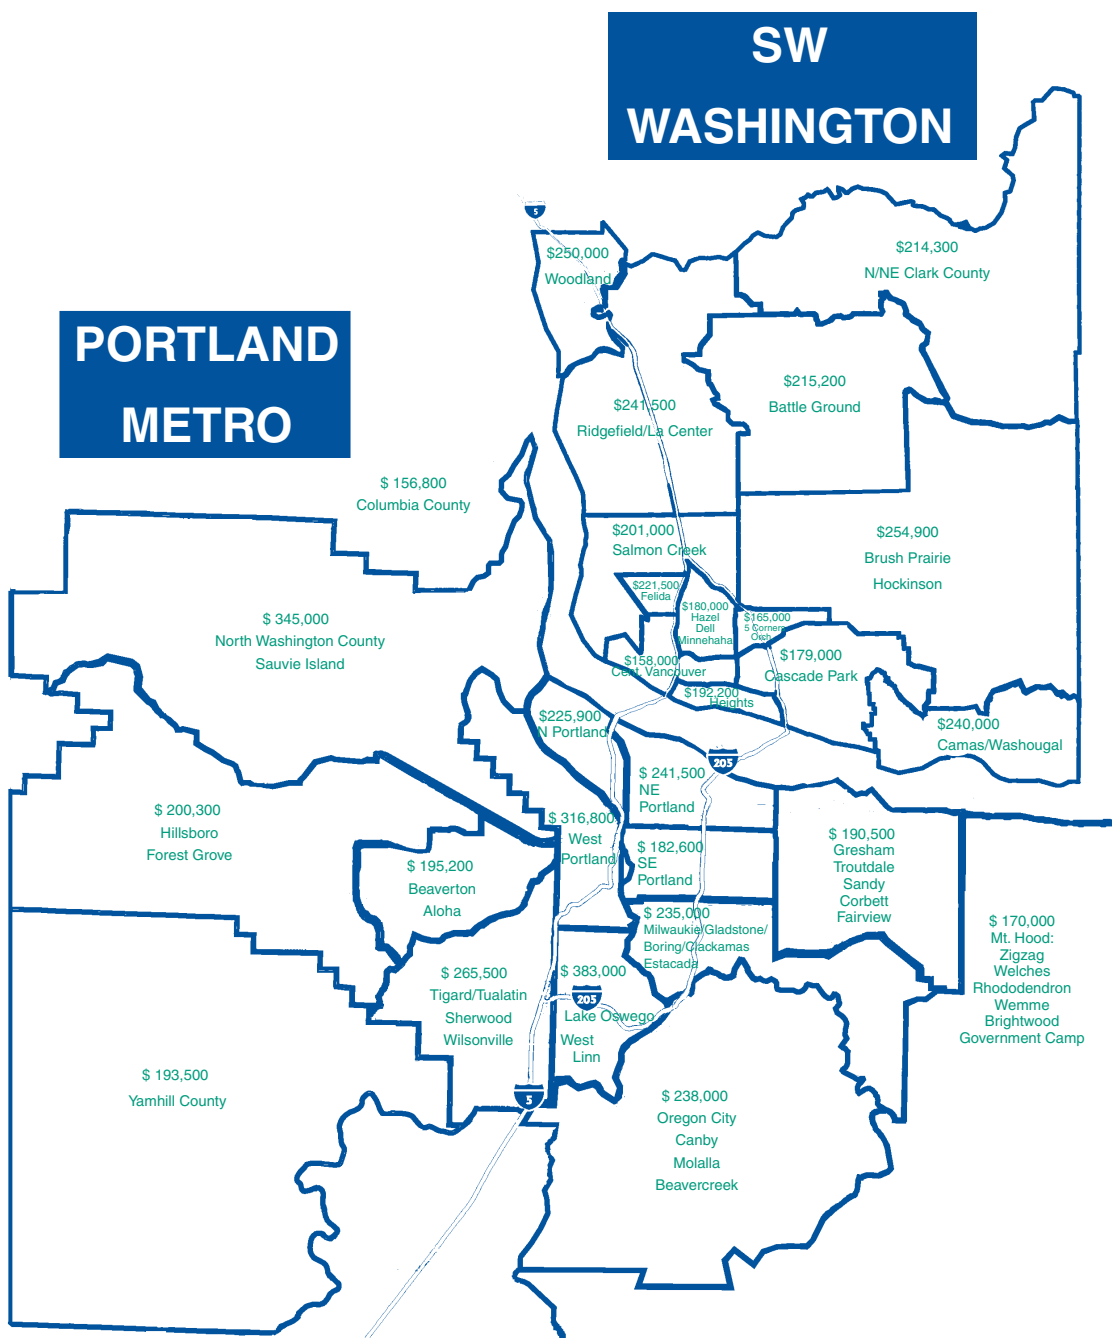 SW
WASHINGTON
5
$250,000
Woodland
$214,300
N/NE Clark County
PORTLAND
METRO
$215,200
Battle Ground
$241,500
Ridgefield/La Center
$ 156,800
Columbia County
$201,000
Salmon Creek
$254,900
Brush Prairie
Hockinson
$221,500
Felida
$180,000
Hazel
Dell
Minnehaha
$165,000
5 Corners
Orch
$ 345,000
North Washington County
Sauvie Island
$158,000
Cent. Vancouver
$179,000
Cascade Park
$192,200
Heights
$225,900
N Portland
$240,000
Camas/Washougal
205
$ 241,500
NE
Portland
$ 200,300
Hillsboro
Forest Grove
$ 316,800
West
Portland
$ 182,600
SE
Portland
$ 190,500
Gresham
Troutdale
Sandy
Corbett
Fairview
$ 195,200
Beaverton
Aloha
$ 235,000
Milwaukie/Gladstone/
Boring/Clackamas
Estacada
$ 170,000
Mt. Hood:
Zigzag
Welches
Rhododendron
Wemme
Brightwood
Government Camp
$ 265,500
Tigard/Tualatin
Sherwood
Wilsonville
$ 383,000
205
Lake Oswego
West
Linn
$ 193,500
Yamhill County
5
$ 238,000
Oregon City
Canby
Molalla
Beavercreek